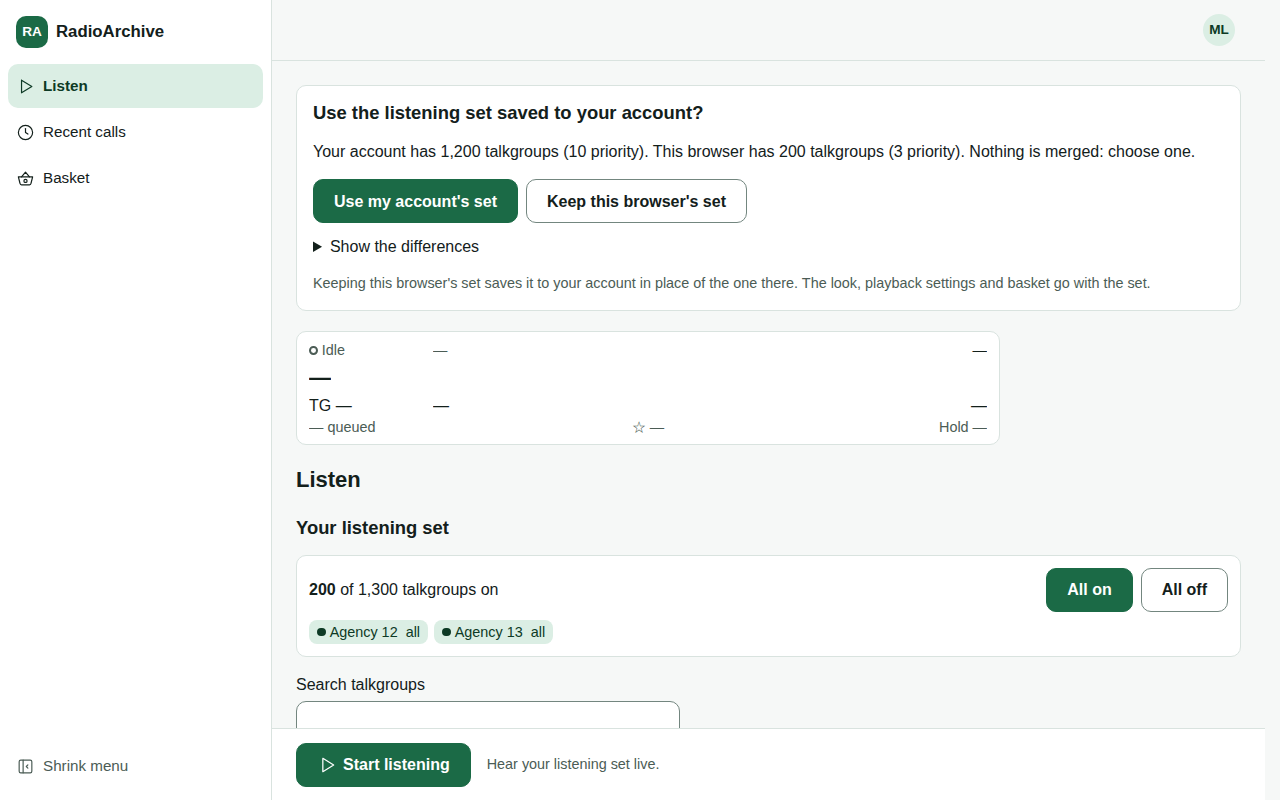 RA RadioArchive
ML
Listen
Recent calls
Basket
Use the listening set saved to your account?
Your account has 1,200 talkgroups (10 priority). This browser has 200 talkgroups (3 priority). Nothing is merged: choose one.
Use my account's set Keep this browser's set
Show the differences
Keeping this browser's set saves it to your account in place of the one there. The look, playback settings and basket go with the set.
Idle — —
—
TG — — —
— queued ☆ — Hold —
Listen
Your listening set
200 of 1,300 talkgroups on All on All off
Agency 12 all Agency 13 all
Search talkgroups
Shrink menu
Start listening Hear your listening set live.